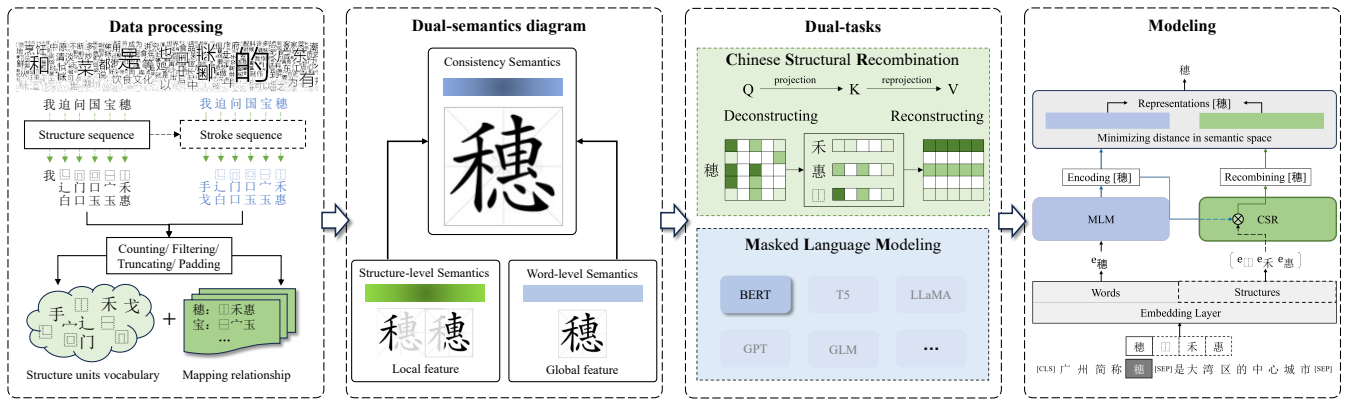 Data processing
和 菜 是 的 有
我 迫 问 国 宝 穗
我 迫 问 国 宝 穗
Structure sequence
Stroke sequence
我 ⿺ ⿵ ⿴ ⿱ ⿰
辶 门 口 宀 禾
白 口 玉 玉 惠
手 辶 门 口 宀 禾
戈 白 口 玉 玉 惠
Counting/ Filtering/
Truncating/ Padding
手 ⿰ 禾 戈
宀 辶
门
+
穗: ⿰禾惠
宝: ⿱宀玉
...
Structure units vocabulary
Mapping relationship
Dual-semantics diagram
Consistency Semantics
穗
Structure-level Semantics
穗 穗
Local feature
Word-level Semantics
穗
Global feature
Dual-tasks
Chinese Structural Recombination
projection
reprojection
Q
K
V
Deconstructing
Reconstructing
穗
禾
惠
⿰
Masked Language Modeling
BERT
T5
LLaMA
GPT
GLM
...
Modeling
穗
Representations [穗]
Minimizing distance in semantic space
Encoding [穗]
Recombining [穗]
MLM
CSR
e穗
e⿰ e禾 e惠
Words
Structures
Embedding Layer
穗 ⿰ 禾 惠
[CLS] 广 州 简 称 穗 [SEP] 是 大 湾 区 的 中 心 城 市 [SEP]